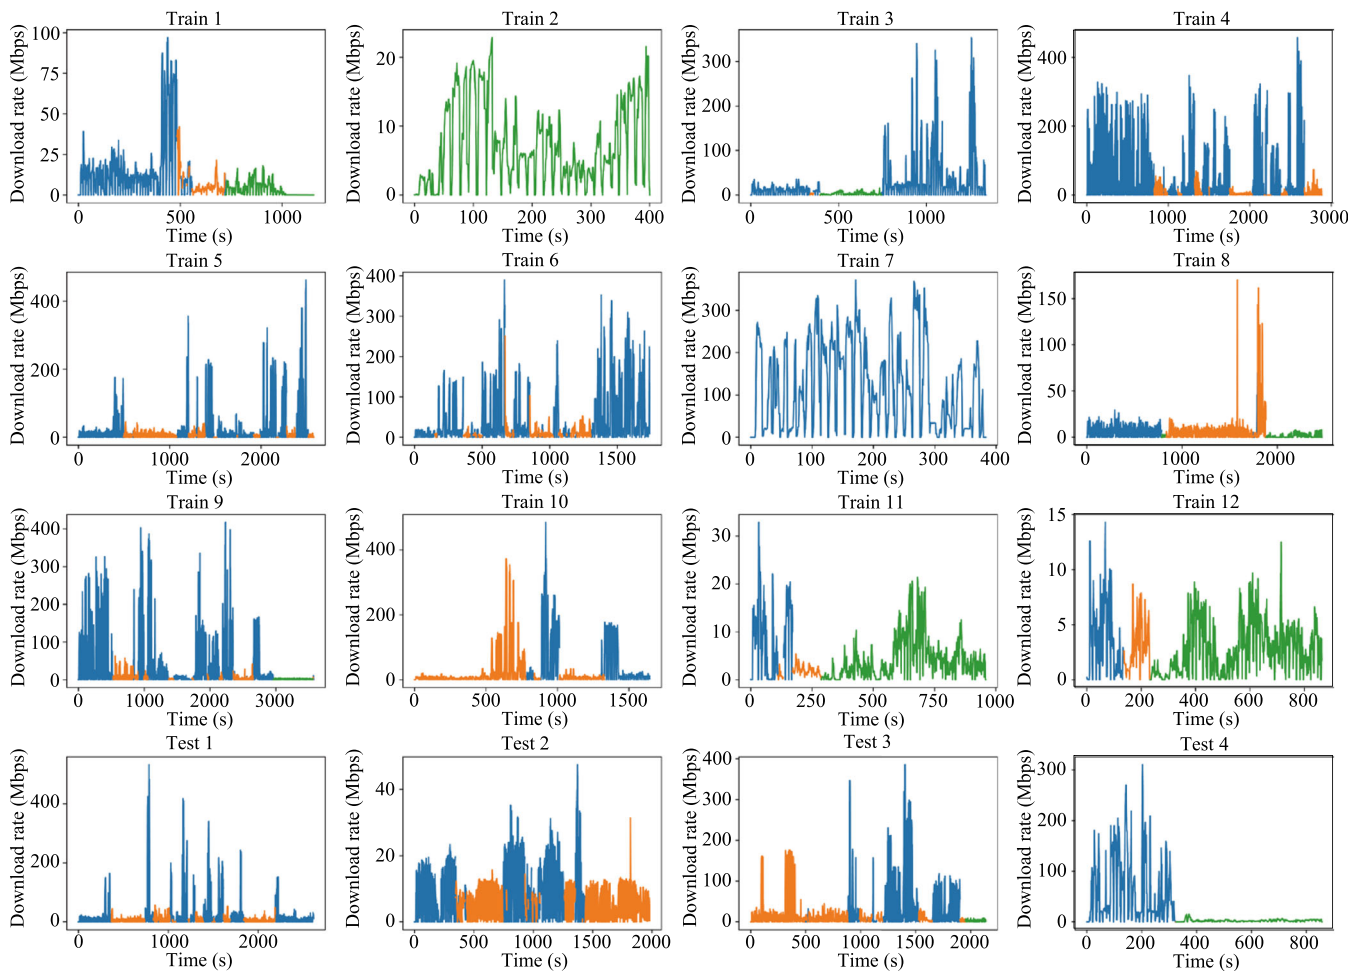 Train 1
Download rate (Mbps)
100
75
50
25
0
0 500 1000
Time (s)
Train 2
Download rate (Mbps)
20
10
0
0 100 200 300 400
Time (s)
Train 3
Download rate (Mbps)
300
200
100
0
0 500 1000
Time (s)
Train 4
Download rate (Mbps)
400
200
0
0 1000 2000 3000
Time (s)
Train 5
Download rate (Mbps)
400
200
0
0 1000 2000
Time (s)
Train 6
Download rate (Mbps)
400
300
200
100
0
0 500 1000 1500
Time (s)
Train 7
Download rate (Mbps)
300
200
100
0
0 100 200 300 400
Time (s)
Train 8
Download rate (Mbps)
150
100
50
0
0 1000 2000
Time (s)
Train 9
Download rate (Mbps)
400
300
200
100
0
0 1000 2000 3000
Time (s)
Train 10
Download rate (Mbps)
400
200
0
0 500 1000 1500
Time (s)
Train 11
Download rate (Mbps)
30
20
10
0
0 250 500 750 1000
Time (s)
Train 12
Download rate (Mbps)
15
10
5
0
0 200 400 600 800
Time (s)
Test 1
Download rate (Mbps)
400
200
0
0 1000 2000
Time (s)
Test 2
Download rate (Mbps)
40
20
0
0 500 1000 1500 2000
Time (s)
Test 3
Download rate (Mbps)
400
300
200
100
0
0 500 1000 1500 2000
Time (s)
Test 4
Download rate (Mbps)
300
200
100
0
0 200 400 600 800
Time (s)